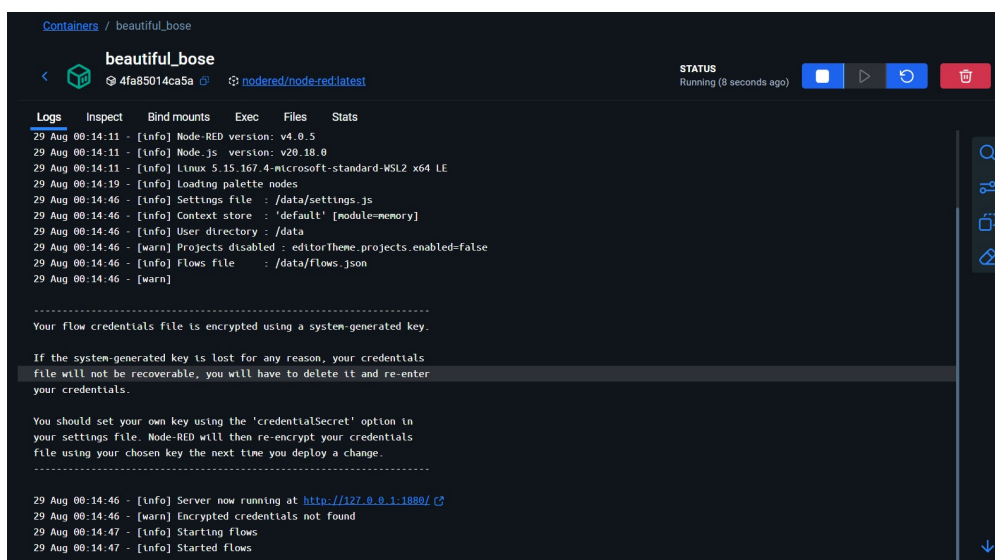 Containers / beautiful_bose
beautiful_bose
4fa85014ca5a nodered/node-red:latest
STATUS
Running (8 seconds ago)
Logs Inspect Bind mounts Exec Files Stats
29 Aug 00:14:11 - [info] Node-RED version: v4.0.5
29 Aug 00:14:11 - [info] Node.js  version: v20.18.0
29 Aug 00:14:11 - [info] Linux 5.15.167.4-microsoft-standard-WSL2 x64 LE
29 Aug 00:14:19 - [info] Loading palette nodes
29 Aug 00:14:46 - [info] Settings file  : /data/settings.js
29 Aug 00:14:46 - [info] Context store  : 'default' [module=memory]
29 Aug 00:14:46 - [info] User directory : /data
29 Aug 00:14:46 - [warn] Projects disabled : editorTheme.projects.enabled=false
29 Aug 00:14:46 - [info] Flows file     : /data/flows.json
29 Aug 00:14:46 - [warn]
---------------------------------------------------------------------
Your flow credentials file is encrypted using a system-generated key.
If the system-generated key is lost for any reason, your credentials
file will not be recoverable, you will have to delete it and re-enter
your credentials.
You should set your own key using the 'credentialSecret' option in
your settings file. Node-RED will then re-encrypt your credentials
file using your chosen key the next time you deploy a change.
---------------------------------------------------------------------
29 Aug 00:14:46 - [info] Server now running at http://127.0.0.1:1880/
29 Aug 00:14:46 - [warn] Encrypted credentials not found
29 Aug 00:14:47 - [info] Starting flows
29 Aug 00:14:47 - [info] Started flows